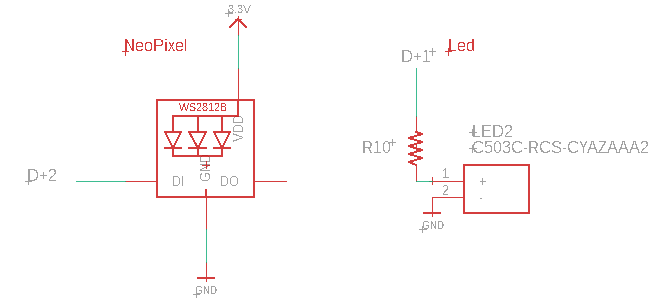 3.3V
NeoPixel
Led
D+1
WS2812B
VDD
LED2
C503C-RCS-CYAZAAA2
R10
GND
1
D+2
DI
DO
+
2
-
GND
GND